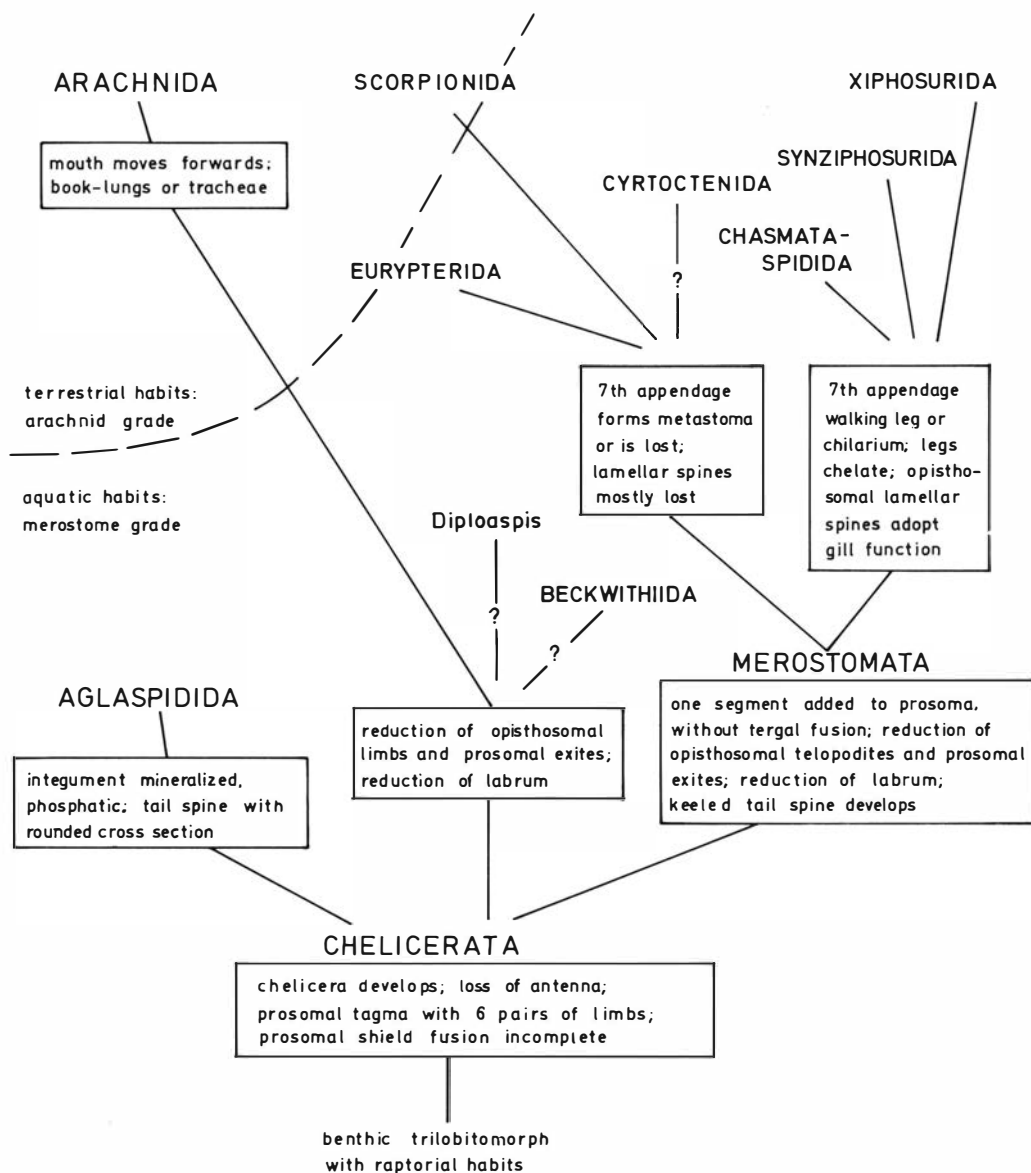 ARACHNIDA
mouth moves forwards;
book-lungs or tracheae
SCORPIONIDA
XIPHOSURIDA
SYNZIPHOSURIDA
CYRTOCTENIDA
CHASMATA-
SPIDIDA
EURYPTERIDA
?
terrestrial habits:
arachnid grade
aquatic habits:
merostome grade
7th appendage
forms metastoma
or is lost;
lamellar spines
mostly lost
7th appendage
walking leg or
chilarium; legs
chelate; opistho-
somal lamellar
spines adopt
gill function
Diploaspis
?
BECKWITHIIDA
?
MEROSTOMATA
one segment added to prosoma,
without tergal fusion; reduction of
opisthosomal telopodites and prosomal
exites; reduction of labrum;
keeled tail spine develops
AGLASPIDIDA
integument mineralized,
phosphatic; tail spine with
rounded cross section
reduction of opisthosomal
limbs and prosomal exites;
reduction of labrum
CHELICERATA
chelicera develops; loss of antenna;
prosomal tagma with 6 pairs of limbs;
prosomal shield fusion incomplete
benthic trilobitomorph
with raptorial habits